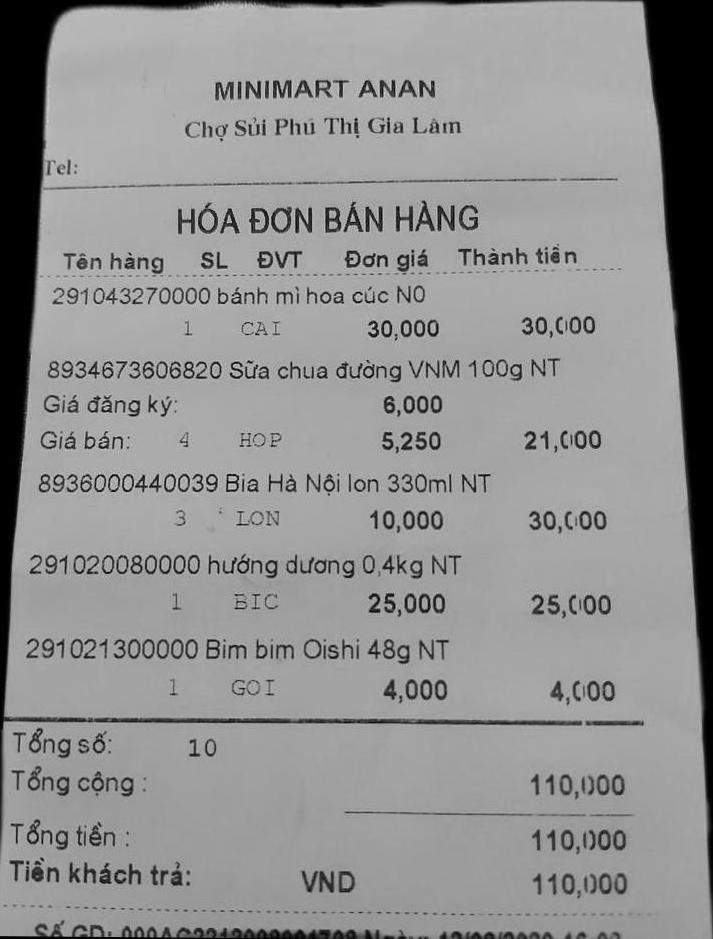 MINIMART ANAN
Chợ Sủi Phú Thị Gia Lâm
Tel:
HÓA ĐƠN BÁN HÀNG
Tên hàng SL ĐVT Đơn giá Thành tiền
291043270000 bánh mì hoa cúc N0
1 CAI 30,000 30,000
8934673606820 Sữa chua đường VNM 100g NT
Giá đăng ký: 6,000
Giá bán: 4 HOP 5,250 21,000
8936000440039 Bia Hà Nội lon 330ml NT
3 LON 10,000 30,000
291020080000 hướng dương 0,4kg NT
1 BIC 25,000 25,000
291021300000 Bim bim Oishi 48g NT
1 GOI 4,000 4,000
Tổng số: 10
Tổng cộng : 110,000
Tổng tiền : 110,000
Tiền khách trả: VND 110,000
Số GD: